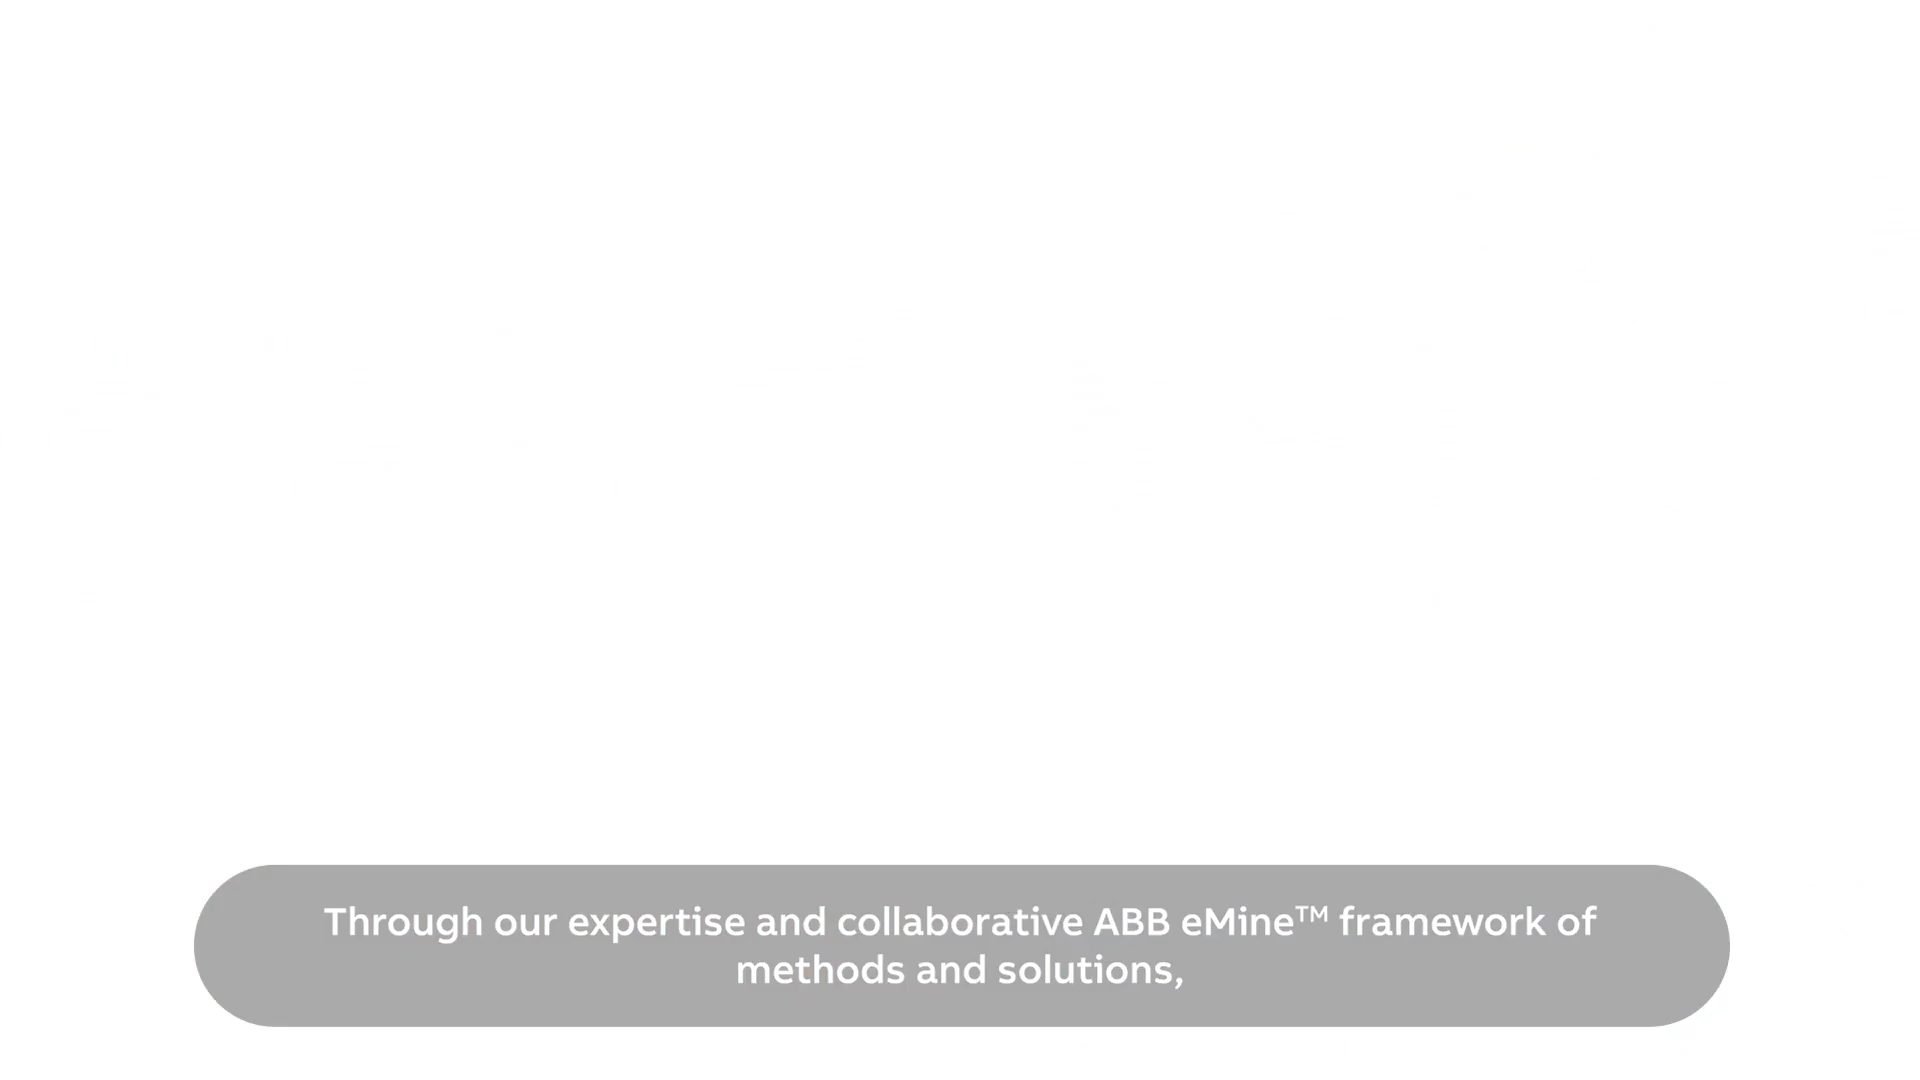 Through our expertise and collaborative ABB eMine™ framework of
methods and solutions,